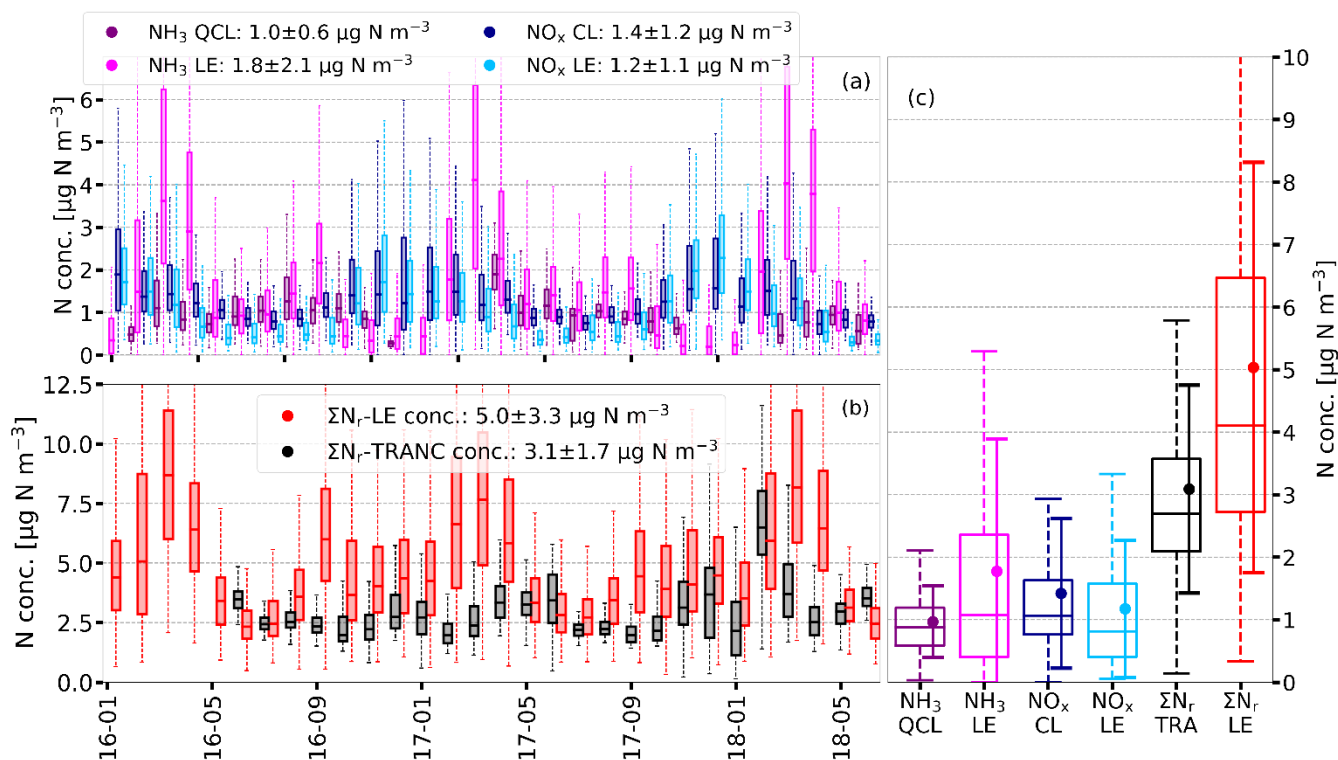 NH₃ QCL: 1.0±0.6 µg N m⁻³
NH₃ LE: 1.8±2.1 µg N m⁻³
NOₓ CL: 1.4±1.2 µg N m⁻³
NOₓ LE: 1.2±1.1 µg N m⁻³
(a)
N conc. [µg N m⁻³]
6
5
4
3
2
1
0
(b)
ΣNᵣ-LE conc.: 5.0±3.3 µg N m⁻³
ΣNᵣ-TRANC conc.: 3.1±1.7 µg N m⁻³
N conc. [µg N m⁻³]
12.5
10.0
7.5
5.0
2.5
0.0
16-01
16-05
16-09
17-01
17-05
17-09
18-01
18-05
(c)
10
9
8
7
6
5
4
3
2
1
0
N conc. [µg N m⁻³]
NH₃ NH₃ NOₓ NOₓ ΣNᵣ ΣNᵣ
QCL LE CL LE TRA LE